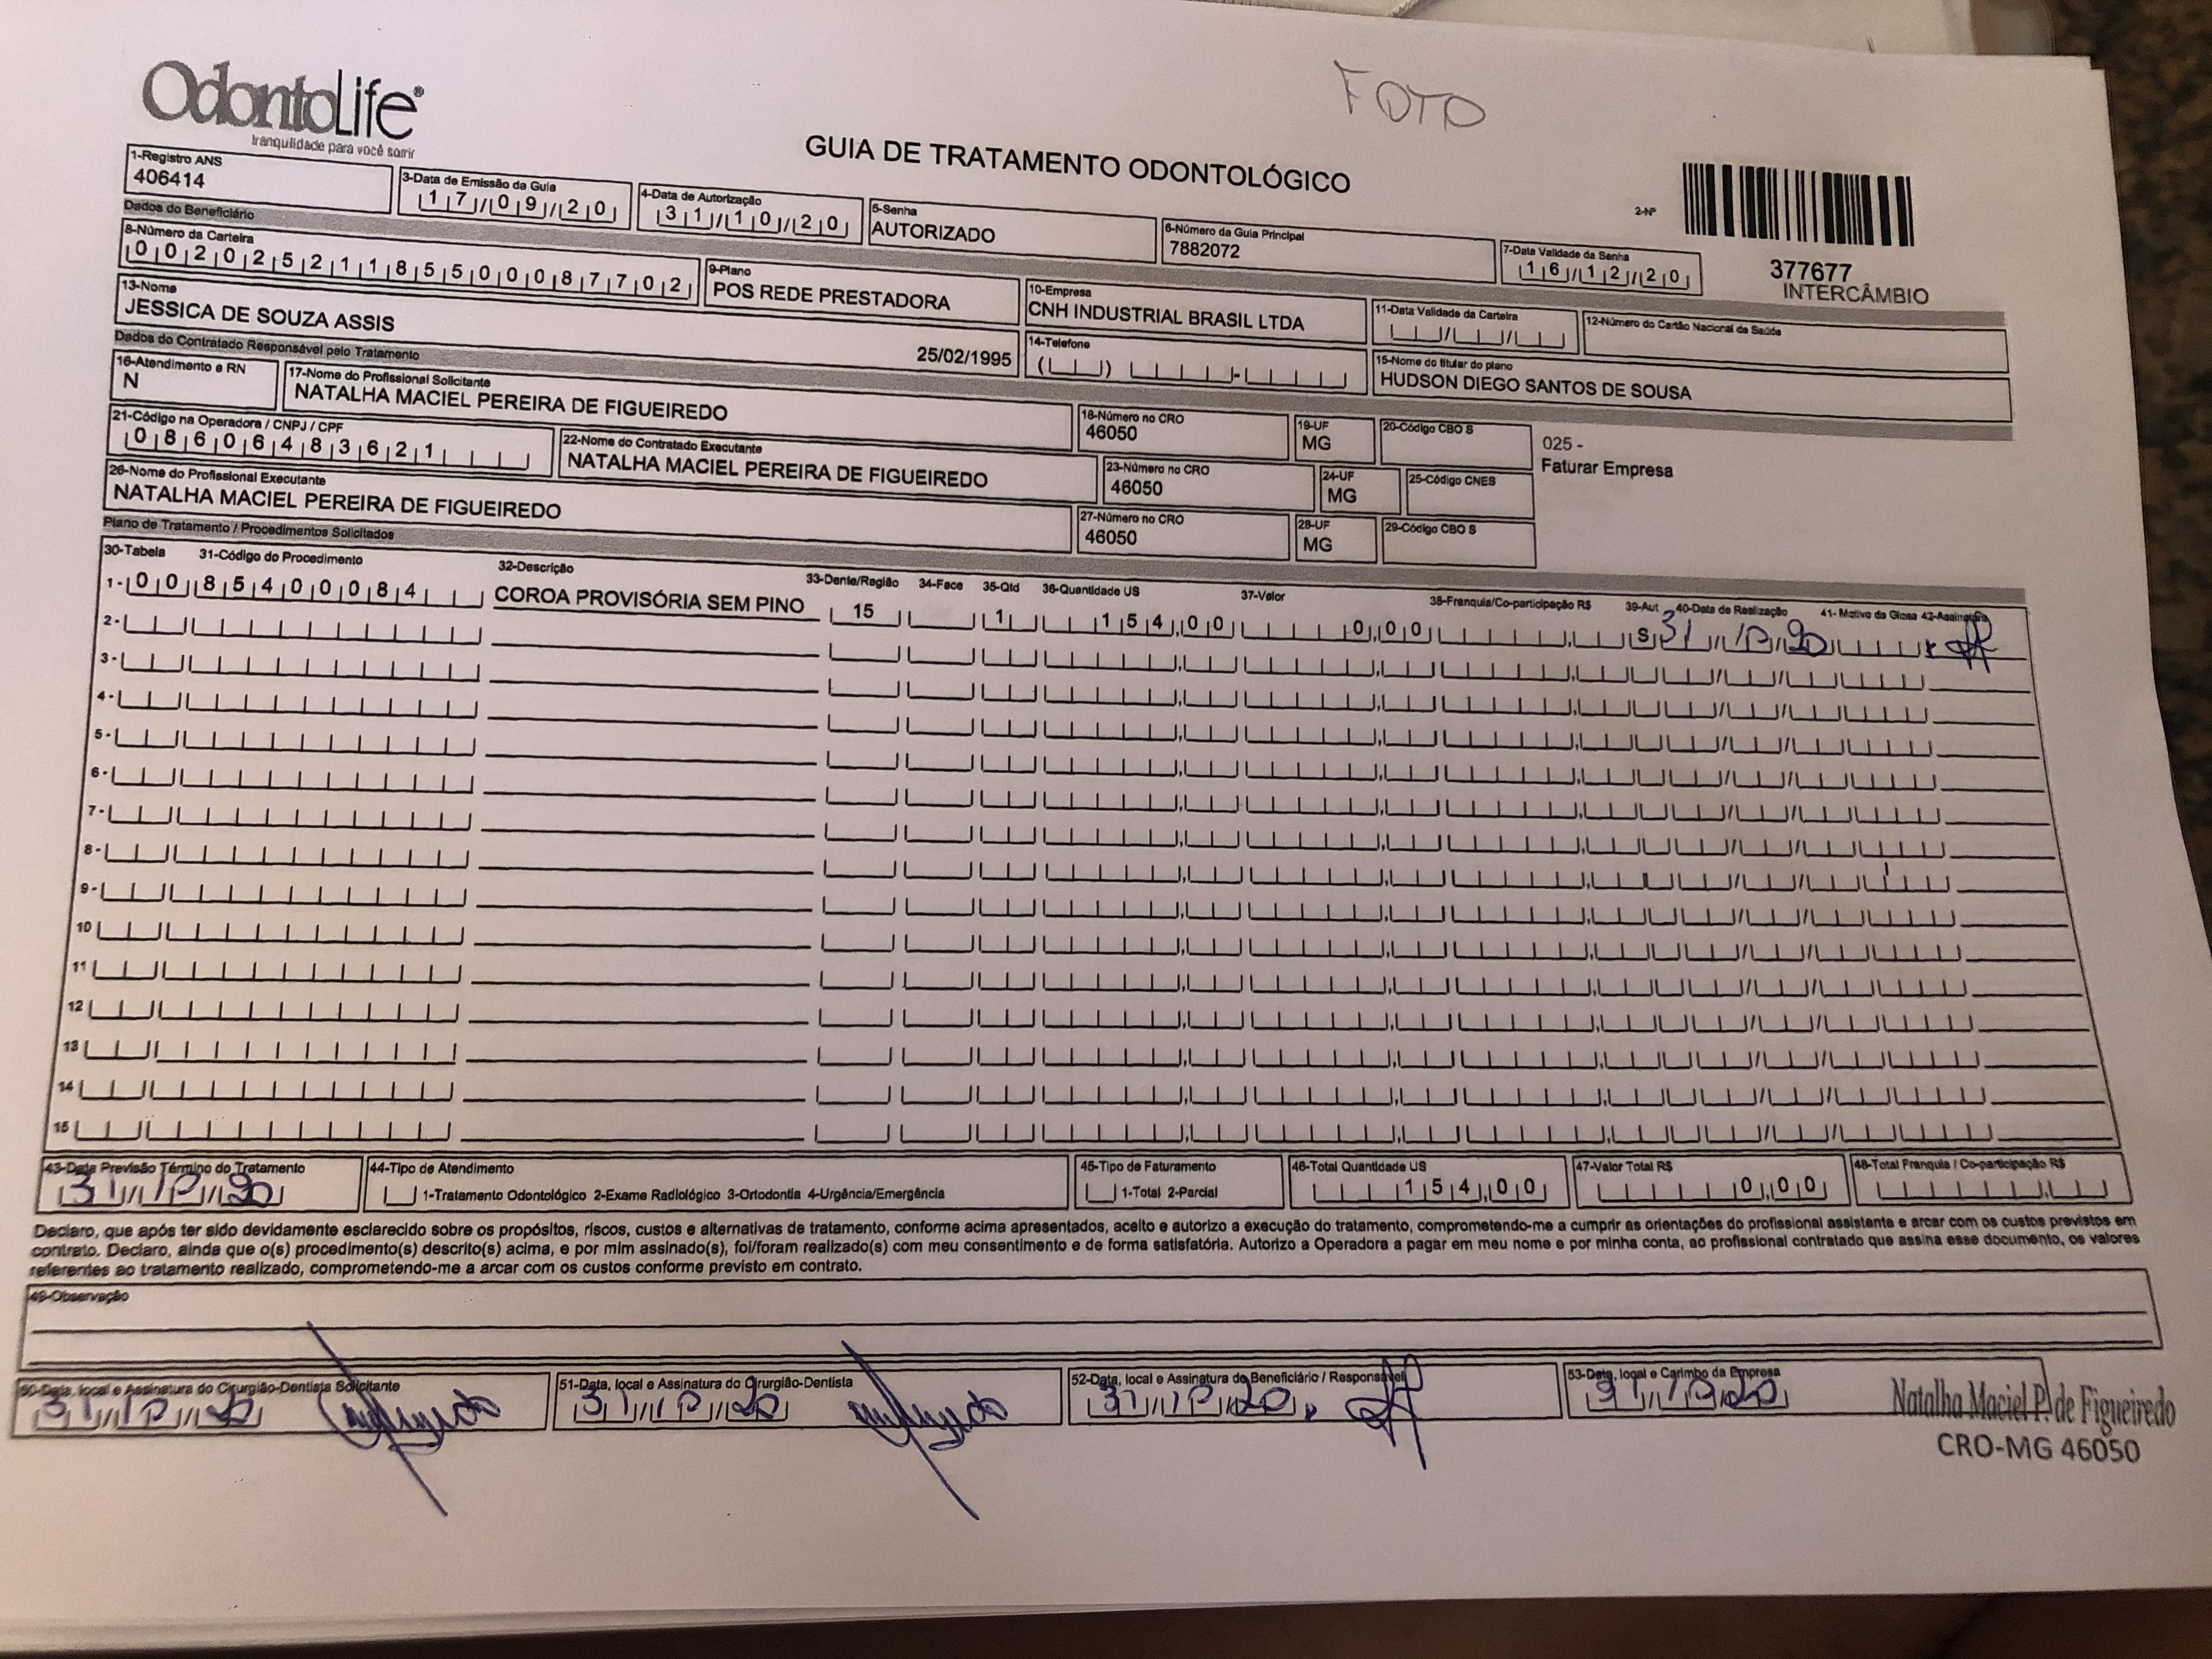 FOTO
OdontoLife®
tranquilidade para você sorrir
GUIA DE TRATAMENTO ODONTOLÓGICO
2-Nº
377677
INTERCÂMBIO
1-Registro ANS
406414
3-Data de Emissão da Guia
17/09/20
4-Data de Autorização
31/10/20
5-Senha
AUTORIZADO
6-Número da Guia Principal
7882072
7-Data Validade da Senha
16/12/20
Dados do Beneficiário
8-Número da Carteira
00202521185500087702
9-Plano
POS REDE PRESTADORA
10-Empresa
CNH INDUSTRIAL BRASIL LTDA
11-Data Validade da Carteira
12-Número do Cartão Nacional de Saúde
13-Nome
JESSICA DE SOUZA ASSIS
25/02/1995
14-Telefone
15-Nome do titular do plano
HUDSON DIEGO SANTOS DE SOUSA
Dados do Contratado Responsável pelo Tratamento
16-Atendimento a RN
N
17-Nome do Profissional Solicitante
NATALHA MACIEL PEREIRA DE FIGUEIREDO
18-Número no CRO
46050
19-UF
MG
20-Código CBO S
025 -
Faturar Empresa
21-Código na Operadora / CNPJ / CPF
08606483621
22-Nome do Contratado Executante
NATALHA MACIEL PEREIRA DE FIGUEIREDO
23-Número no CRO
46050
24-UF
MG
25-Código CNES
26-Nome do Profissional Executante
NATALHA MACIEL PEREIRA DE FIGUEIREDO
27-Número no CRO
46050
28-UF
MG
29-Código CBO S
Plano de Tratamento / Procedimentos Solicitados
30-Tabela 31-Código do Procedimento 32-Descrição 33-Dente/Região 34-Face 35-Qtd 36-Quantidade US 37-Valor 38-Franquia/Co-participação R$ 39-Aut 40-Data de Realização 41- Motivo da Glosa 42-Assinatura
1- 00 85400084 COROA PROVISÓRIA SEM PINO 15 1 154,00 0,00 S 31/10/20
2-
3-
4-
5-
6-
7-
8-
9-
10
11
12
13
14
15
43-Data Previsão Término do Tratamento
31/10/20
44-Tipo de Atendimento
1-Tratamento Odontológico 2-Exame Radiológico 3-Ortodontia 4-Urgência/Emergência
45-Tipo de Faturamento
1-Total 2-Parcial
46-Total Quantidade US
154,00
47-Valor Total R$
0,00
48-Total Franquia / Co-participação R$
Declaro, que após ter sido devidamente esclarecido sobre os propósitos, riscos, custos e alternativas de tratamento, conforme acima apresentados, aceito e autorizo a execução do tratamento, comprometendo-me a cumprir as orientações do profissional assistente e arcar com os custos previstos em
contrato. Declaro, ainda que o(s) procedimento(s) descrito(s) acima, e por mim assinado(s), foi/foram realizado(s) com meu consentimento e de forma satisfatória. Autorizo a Operadora a pagar em meu nome e por minha conta, ao profissional contratado que assina esse documento, os valores
referentes ao tratamento realizado, comprometendo-me a arcar com os custos conforme previsto em contrato.
49-Observação
50-Data, local e Assinatura do Cirurgião-Dentista Solicitante
31/10/20
51-Data, local e Assinatura do Cirurgião-Dentista
31/10/20
52-Data, local e Assinatura do Beneficiário / Responsável
31/10/20
53-Data, local e Carimbo da Empresa
31/10/20
Natalha Maciel P. de Figueiredo
CRO-MG 46050